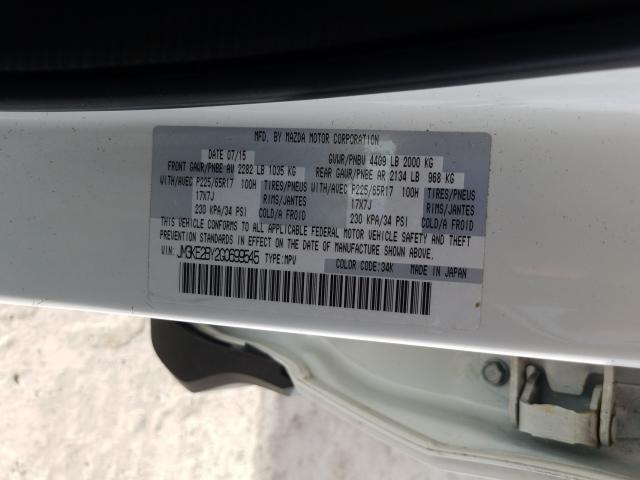 MFD. BY MAZDA MOTOR CORPORATION
DATE 07/15 GVWR/PNBV 4409 LB 2000 KG
FRONT GAWR/PNBE AV 2282 LB 1035 KG REAR GAWR/PNBE AR 2134 LB 968 KG
WITH/AVEC P225/65R17 100H TIRES/PNEUS WITH/AVEC P225/65R17 100H TIRES/PNEUS
17X7J RIMS/JANTES 17X7J RIMS/JANTES
230 KPA/34 PSI COLD/A FROID 230 KPA/34 PSI COLD/A FROID
THIS VEHICLE CONFORMS TO ALL APPLICABLE FEDERAL MOTOR VEHICLE SAFETY AND THEFT
PREVENTION STANDARDS IN EFFECT ON THE DATE OF MANUFACTURE SHOWN ABOVE.
VIN: JM3KE2BY2G0699545 TYPE: MPV COLOR CODE: 34K MADE IN JAPAN